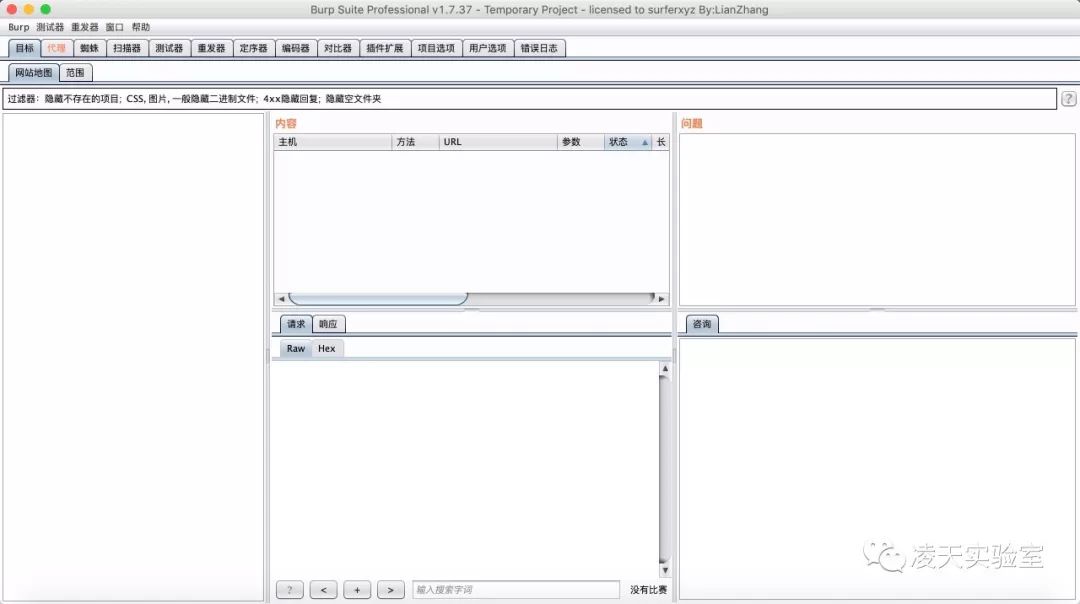 Burp Suite Professional v1.7.37 - Temporary Project - licensed to surferxyz By:LianZhang
Burp 测试器 重发器 窗口 帮助
目标 代理 蜘蛛 扫描器 测试器 重发器 定序器 编码器 对比器 插件扩展 项目选项 用户选项 错误日志
网站地图 范围
过滤器：隐藏不存在的项目；CSS, 图片, 一般隐藏二进制文件；4xx隐藏回复；隐藏空文件夹 ?
内容
主机 方法 URL 参数 状态 长
问题
请求 响应
Raw Hex
咨询
? < + > 输入搜索字词 没有比赛
凌天实验室